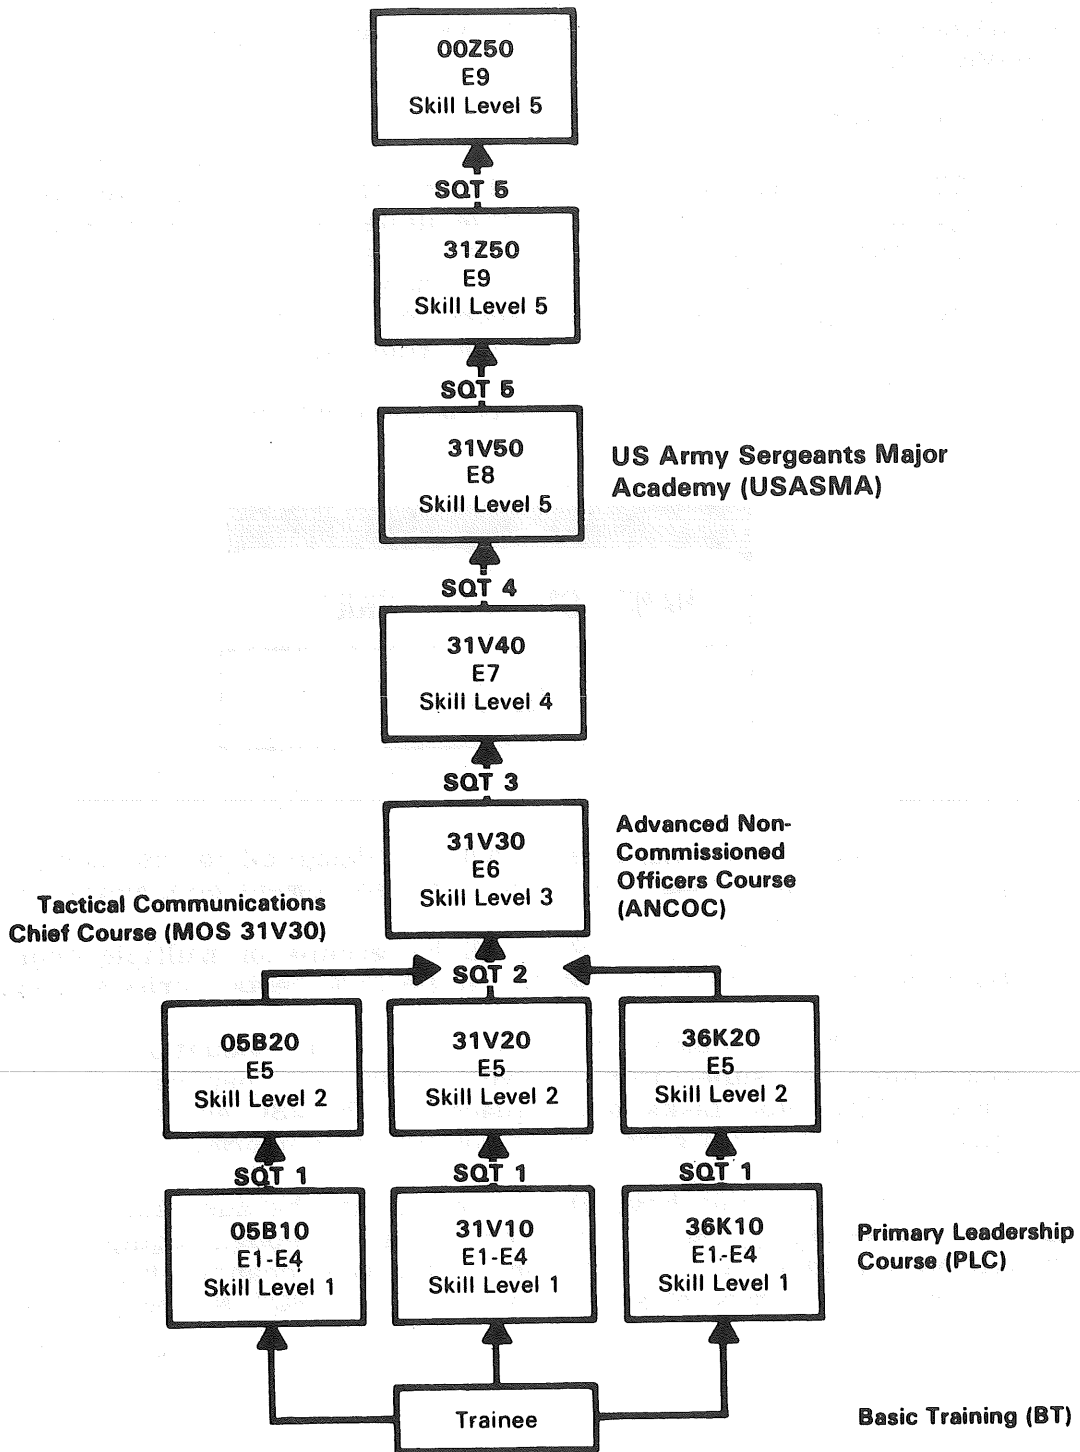 00Z50
E9
Skill Level 5
SQT 5
31Z50
E9
Skill Level 5
SQT 5
31V50
E8
Skill Level 5
US Army Sergeants Major
Academy (USASMA)
SQT 4
31V40
E7
Skill Level 4
SQT 3
31V30
E6
Skill Level 3
Advanced Non-
Commissioned
Officers Course
(ANCOC)
Tactical Communications
Chief Course (MOS 31V30)
SQT 2
05B20
E5
Skill Level 2
31V20
E5
Skill Level 2
36K20
E5
Skill Level 2
SQT 1
SQT 1
SQT 1
05B10
E1-E4
Skill Level 1
31V10
E1-E4
Skill Level 1
36K10
E1-E4
Skill Level 1
Primary Leadership
Course (PLC)
Trainee
Basic Training (BT)